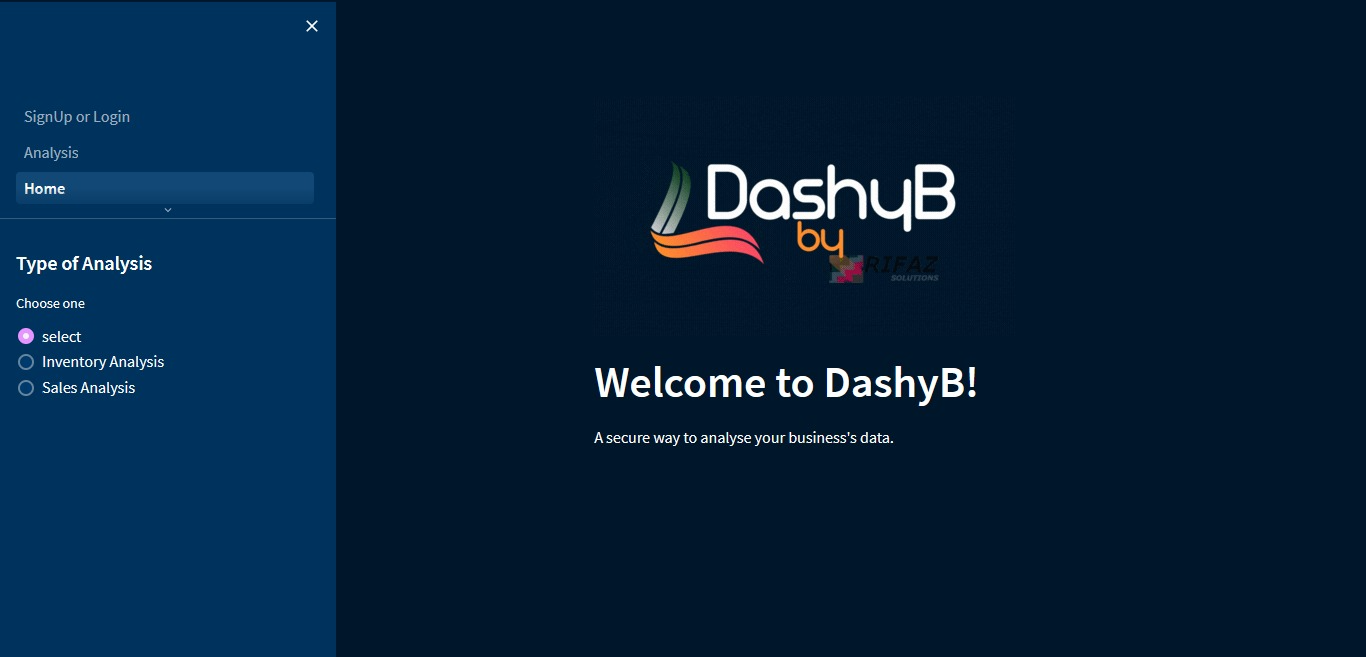 SignUp or Login
Analysis
Home
Type of Analysis
Choose one
select
Inventory Analysis
Sales Analysis
DashyB
by
RIFAZ
SOLUTIONS
Welcome to DashyB!
A secure way to analyse your business's data.